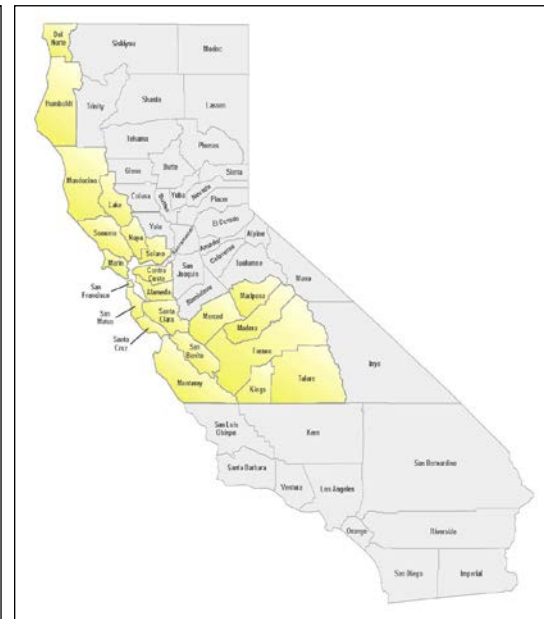 Del
Norte
Siskiyou
Modoc
Humboldt
Trinity
Shasta
Lassen
Tehama
Plumas
Mendocino
Glenn
Butte
Sierra
Lake
Colusa
Sutter
Yuba
Nevada
Placer
Sonoma
Napa
Yolo
El Dorado
Alpine
Solano
Sacramento
Amador
Calaveras
Marin
Contra
Costa
San
Joaquin
Tuolumne
Mono
San
Francisco
Alameda
Stanislaus
Mariposa
San
Mateo
Santa
Clara
Merced
Madera
Santa
Cruz
San
Benito
Fresno
Inyo
Monterey
Kings
Tulare
San Luis
Obispo
Kern
San Bernardino
Santa Barbara
Ventura
Los Angeles
Orange
Riverside
San Diego
Imperial